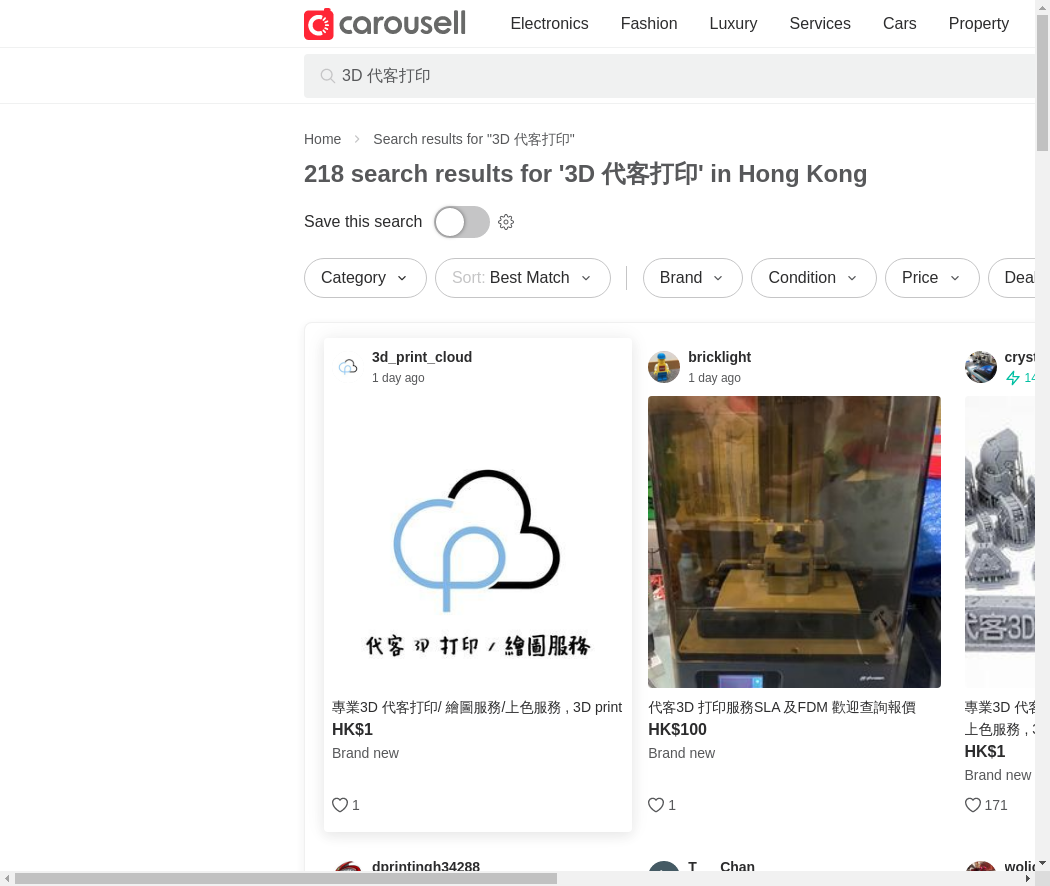 carousell
Electronics
Fashion
Luxury
Services
Cars
Property
3D 代客打印
Home
Search results for "3D 代客打印"
218 search results for '3D 代客打印' in Hong Kong
Save this search
Category
Sort: Best Match
Brand
Condition
Price
3d_print_cloud
1 day ago
代客 3D 打印 / 繪圖服務
專業3D 代客打印/ 繪圖服務/上色服務 , 3D print
HK$1
Brand new
1
bricklight
1 day ago
代客3D 打印服務SLA 及FDM 歡迎查詢報價
HK$100
Brand new
1
代客3D
專業3D 代客
上色服務 , 3
HK$1
Brand new
171
dprintingh34288
T___Chan